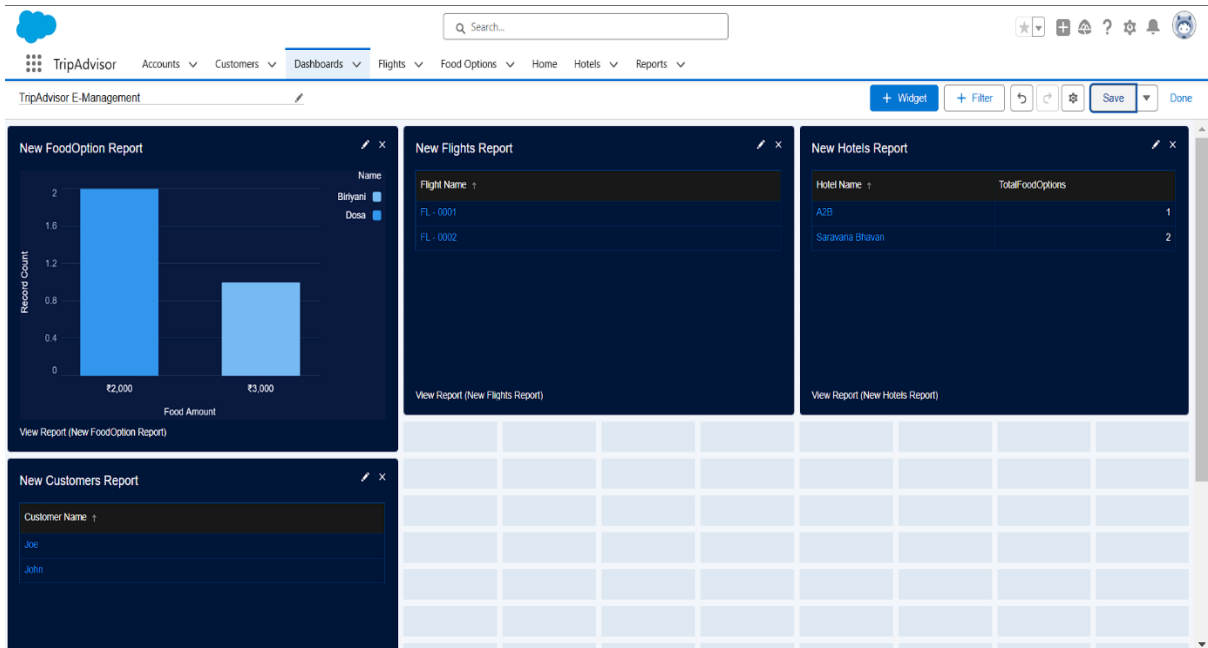 Search...
TripAdvisor
Accounts
Customers
Dashboards
Flights
Food Options
Home
Hotels
Reports
TripAdvisor E-Management
+ Widget
+ Filter
Save
Done
New FoodOption Report
Name
Biriyani
Dosa
Record Count
2
1.6
1.2
0.8
0.4
0
₹2,000
₹3,000
Food Amount
View Report (New FoodOption Report)
New Flights Report
Flight Name ↑
FL - 0001
FL - 0002
View Report (New Flights Report)
New Hotels Report
Hotel Name ↑ TotalFoodOptions
A2B 1
Saravana Bhavan 2
View Report (New Hotels Report)
New Customers Report
Customer Name ↑
Joe
John